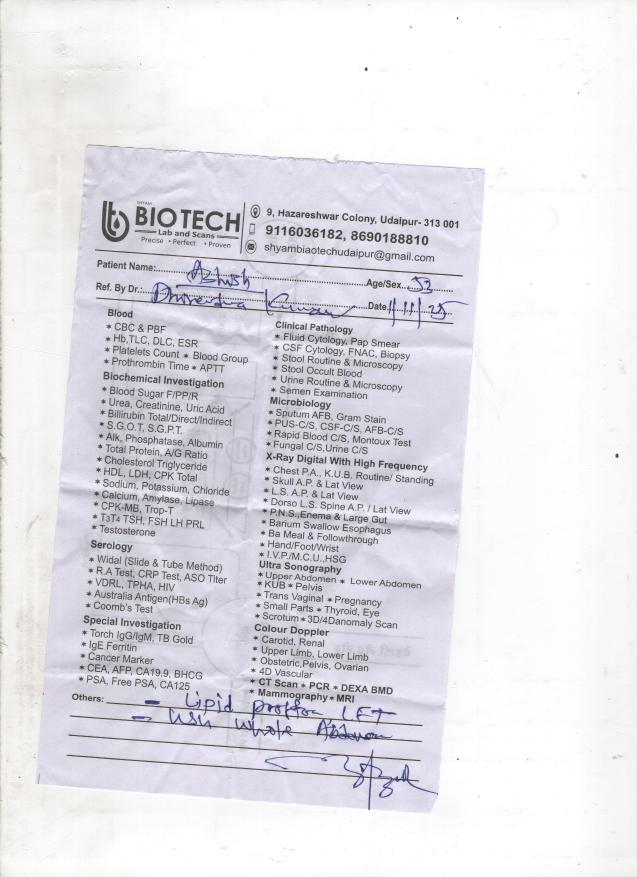 SHYAM
BIOTECH
Lab and Scans
Precise • Perfect • Proven
9, Hazareshwar Colony, Udaipur- 313 001
9116036182, 8690188810
shyambiaotechudaipur@gmail.com
Patient Name:.......... Ashish .......... Age/Sex.. 53
Ref. By Dr.:.. Dhirendra Kumar .......... Date 1/11/25
Blood
* CBC & PBF
* Hb,TLC, DLC, ESR
* Platelets Count * Blood Group
* Prothrombin Time * APTT
Biochemical Investigation
* Blood Sugar F/PP/R
* Urea, Creatinine, Uric Acid
* Billirubin Total/Direct/Indirect
* S.G.O.T, S.G.P.T.
* Alk, Phosphatase, Albumin
* Total Protein, A/G Ratio
* Cholesterol Triglyceride
* HDL, LDH, CPK Total
* Sodium, Potassium, Chloride
* Calcium, Amylase, Lipase
* CPK-MB, Trop-T
* T3T4 TSH, FSH LH PRL
* Testosterone
Serology
* Widal (Slide & Tube Method)
* R.A Test, CRP Test, ASO Titer
* VDRL, TPHA, HIV
* Australia Antigen(HBs Ag)
* Coomb's Test
Special Investigation
* Torch IgG/IgM, TB Gold
* IgE Ferritin
* Cancer Marker
* CEA, AFP, CA19.9, BHCG
* PSA, Free PSA, CA125
Clinical Pathology
* Fluid Cytology, Pap Smear
* CSF Cytology, FNAC, Biopsy
* Stool Routine & Microscopy
* Stool Occult Blood
* Urine Routine & Microscopy
* Semen Examination
Microbiology
* Sputum AFB, Gram Stain
* PUS-C/S, CSF-C/S, AFB-C/S
* Rapid Blood C/S, Montoux Test
* Fungal C/S,Urine C/S
X-Ray Digital With High Frequency
* Chest P.A., K.U.B. Routine/ Standing
* Skull A.P. & Lat View
* L.S. A.P. & Lat View
* Dorso L.S. Spine A.P. / Lat View
* P.N.S.,Enema & Large Gut
* Barium Swallow Esophagus
* Ba Meal & Followthrough
* Hand/Foot/Wrist
* I.V.P/M.C.U.,HSG
Ultra Sonography
* Upper Abdomen * Lower Abdomen
* KUB * Pelvis
* Trans Vaginal * Pregnancy
* Small Parts * Thyroid, Eye
* Scrotum * 3D/4Danomaly Scan
Colour Doppler
* Carotid, Renal
* Upper Limb, Lower Limb
* Obstetric,Pelvis, Ovarian
* 4D Vascular
* CT Scan * PCR * DEXA BMD
* Mammography * MRI
Others: - Lipid LFT
- whole Abdomen